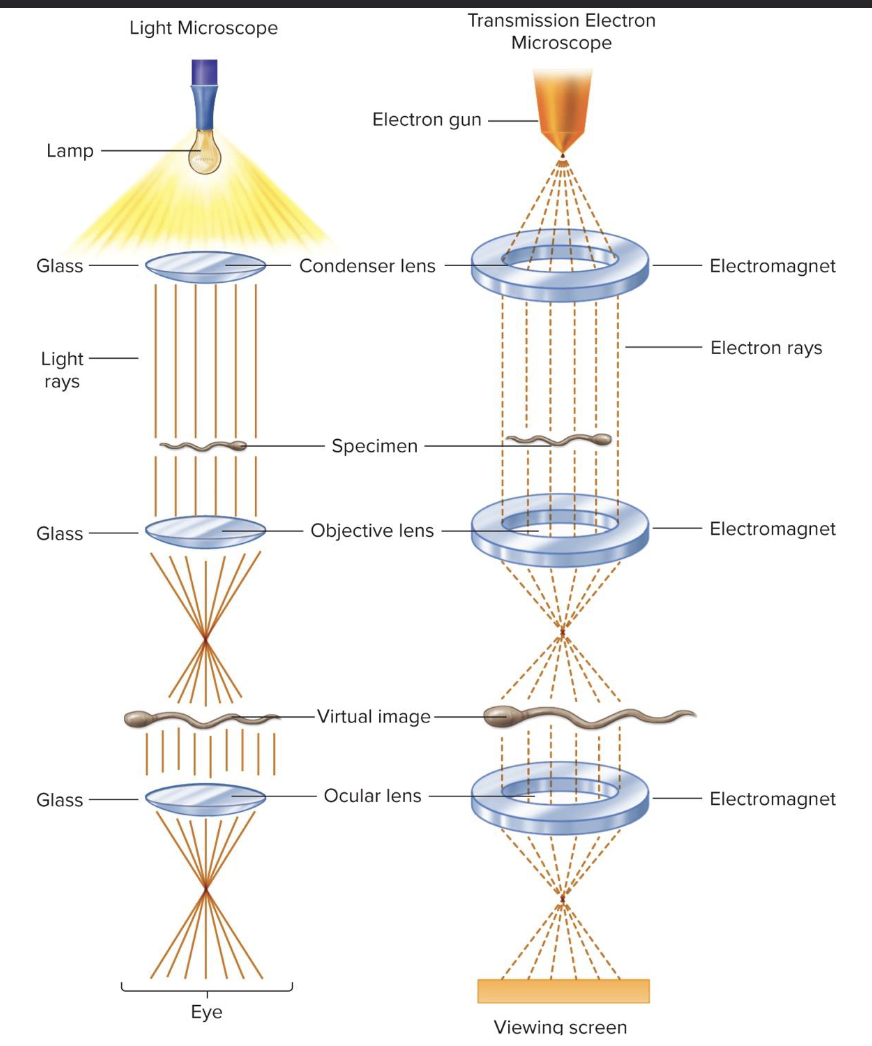 Light Microscope
Transmission Electron
Microscope
Electron gun
Lamp
Glass
Condenser lens
Electromagnet
Light
rays
Electron rays
Specimen
Glass
Objective lens
Electromagnet
Virtual image
Glass
Ocular lens
Electromagnet
Eye
Viewing screen